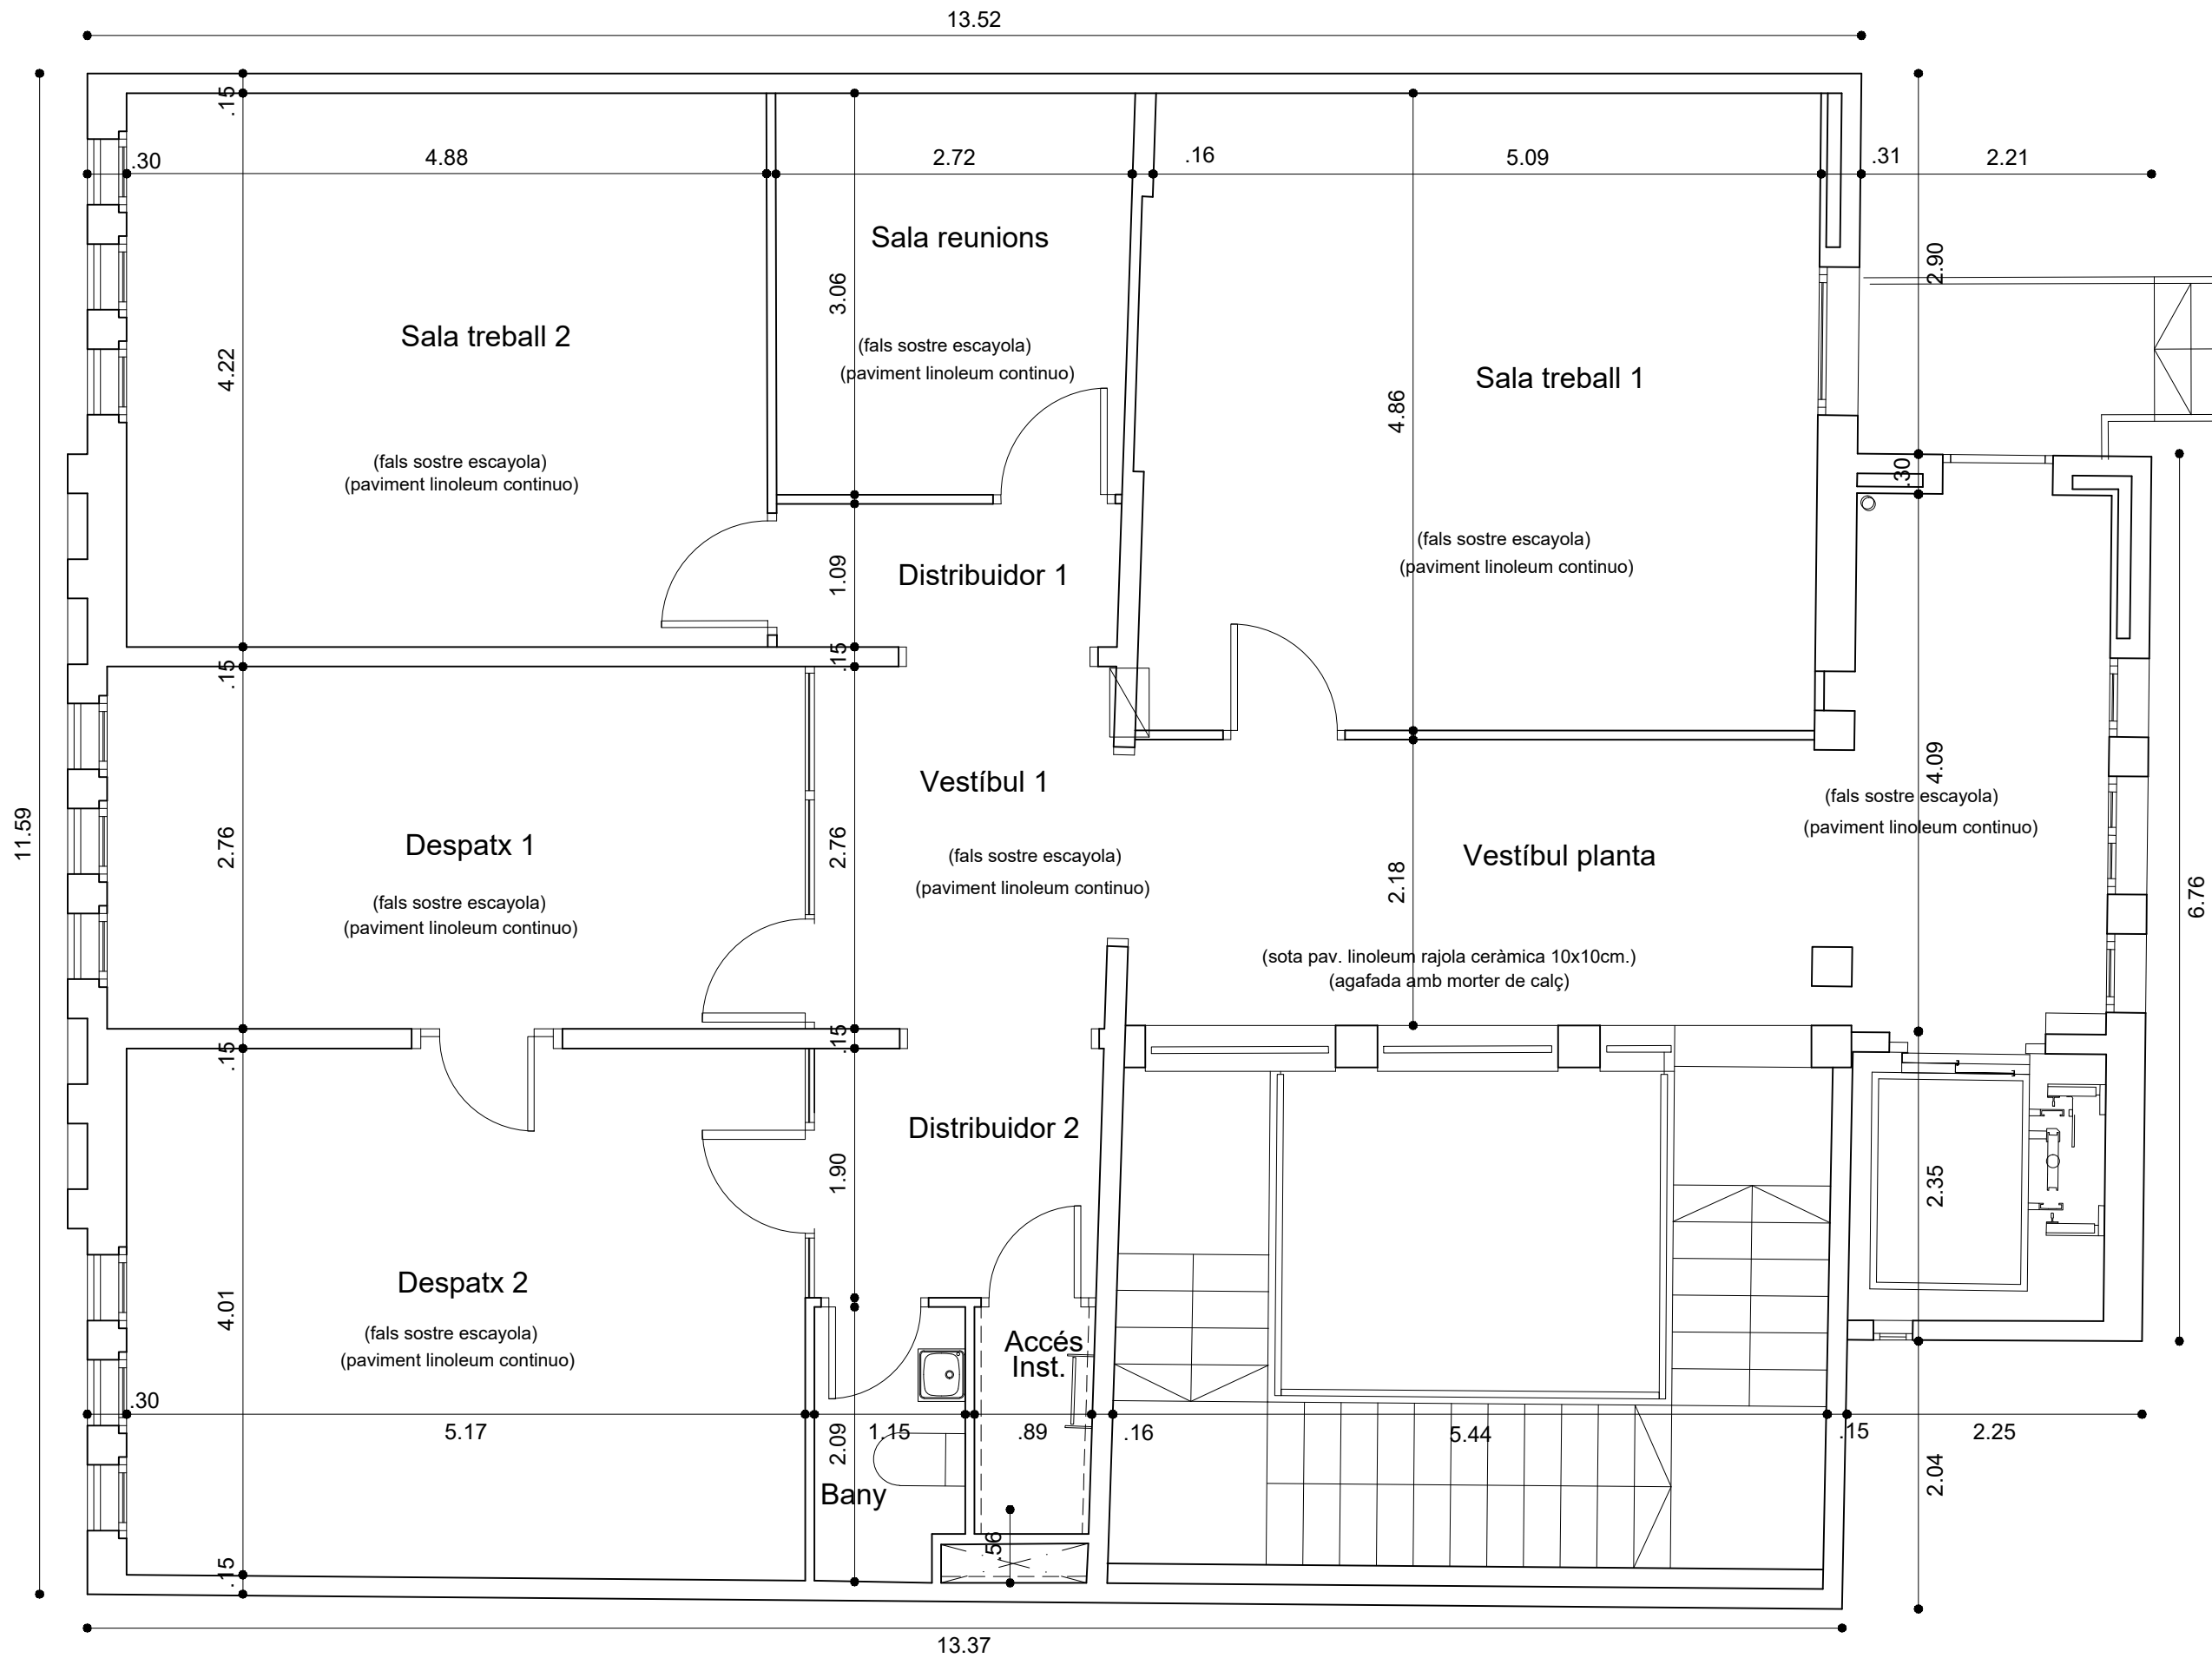 13.52
.15
.30
4.88
2.72
.16
5.09
.31
2.21
Sala reunions
2.90
3.06
Sala treball 2
4.22
(fals sostre escayola)
(paviment linoleum continuo)
Sala treball 1
4.86
(fals sostre escayola)
(paviment linoleum continuo)
.30
(fals sostre escayola)
(paviment linoleum continuo)
Distribuidor 1
1.09
.15
.15
Vestíbul 1
4.09
(fals sostre escayola)
(paviment linoleum continuo)
11.59
2.76
Despatx 1
2.76
(fals sostre escayola)
(paviment linoleum continuo)
Vestíbul planta
2.18
6.76
(fals sostre escayola)
(paviment linoleum continuo)
(sota pav. linoleum rajola ceràmica 10x10cm.)
(agafada amb morter de calç)
.15
.15
Distribuidor 2
1.90
2.35
Despatx 2
4.01
(fals sostre escayola)
(paviment linoleum continuo)
Accés
Inst.
.30
5.17
2.09
1.15
.89
.16
5.44
.15
2.25
2.04
Bany
.56
.15
13.37